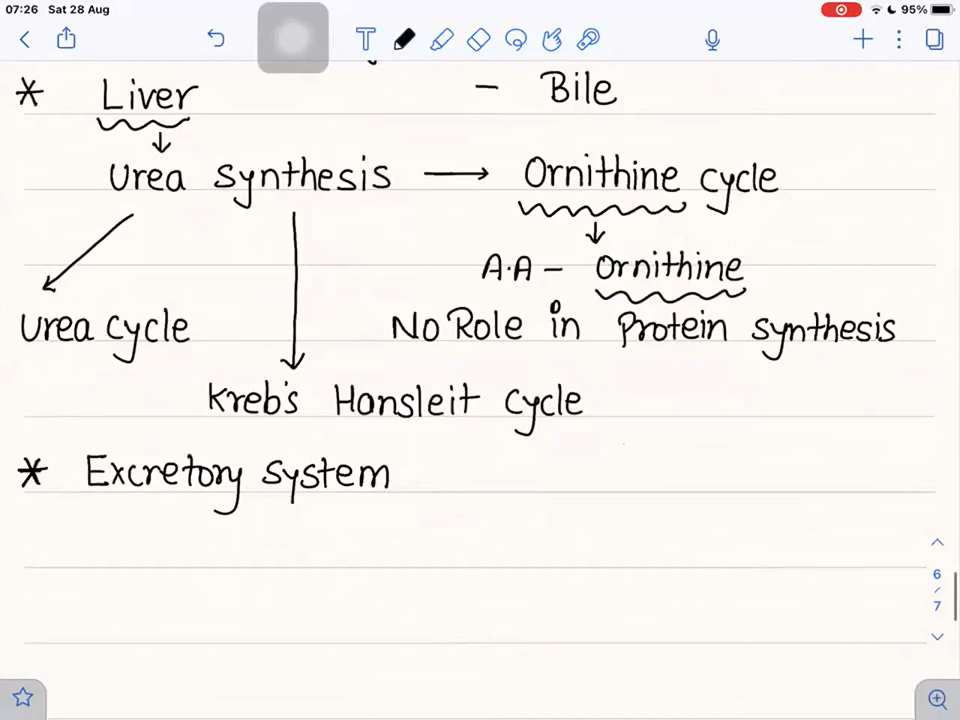 07:26 Sat 28 Aug 95%
T
* Liver - Bile
Urea synthesis → Ornithine cycle
A.A - Ornithine
Urea cycle No Role in Protein synthesis
Kreb's Hansleit cycle
* Excretory system
6
/
7